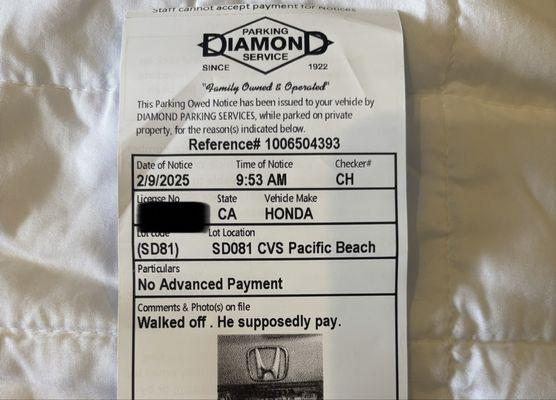 Staff cannot accept payment for Notices
PARKING
DIAMOND
SERVICE
SINCE 1922
"Family Owned & Operated"
This Parking Owed Notice has been issued to your vehicle by
DIAMOND PARKING SERVICES, while parked on private
property, for the reason(s) indicated below.
Reference# 1006504393
Date of Notice Time of Notice Checker#
2/9/2025 9:53 AM CH
License No State Vehicle Make
CA HONDA
Lot code Lot Location
(SD81) SD081 CVS Pacific Beach
Particulars
No Advanced Payment
Comments & Photo(s) on file
Walked off . He supposedly pay.